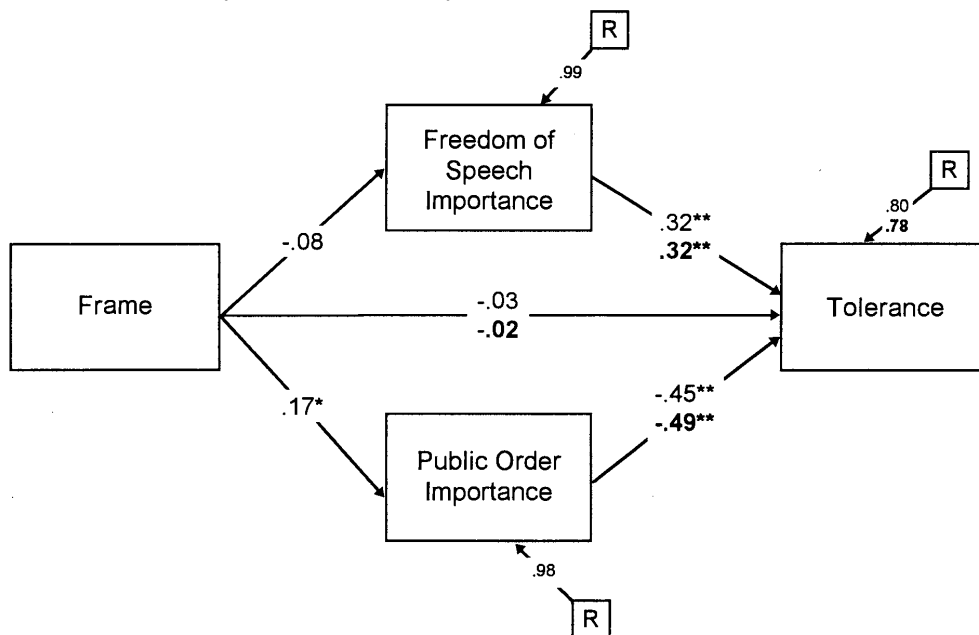 R
.99
Freedom of
Speech
Importance
R
.80
.78
.32**
.32**
-.08
Frame
-.03
-.02
Tolerance
.17*
-.45**
-.49**
Public Order
Importance
.98
R